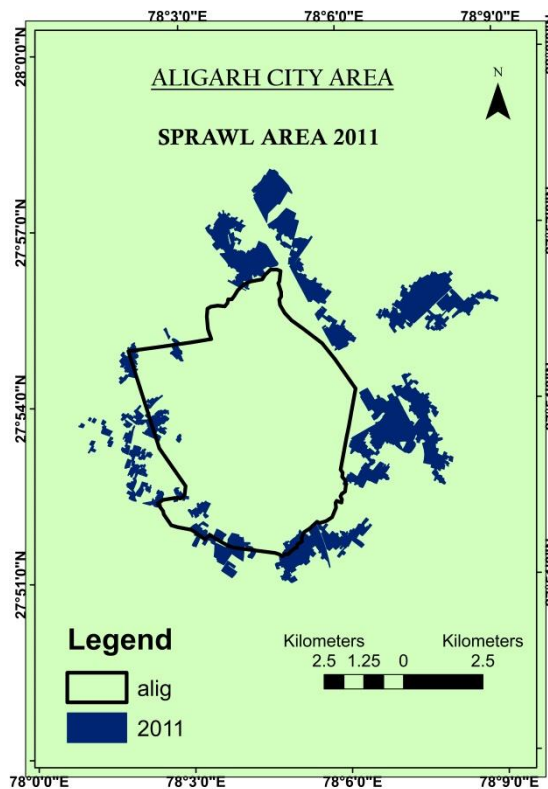 78°3'0"E 78°6'0"E 78°9'0"E
28°0'0"N
ALIGARH CITY AREA
N
SPRAWL AREA 2011
27°57'0"N
27°54'0"N
27°51'0"N
Legend
alig
2011
Kilometers Kilometers
2.5 1.25 0 2.5
78°0'0"E 78°3'0"E 78°6'0"E 78°9'0"E